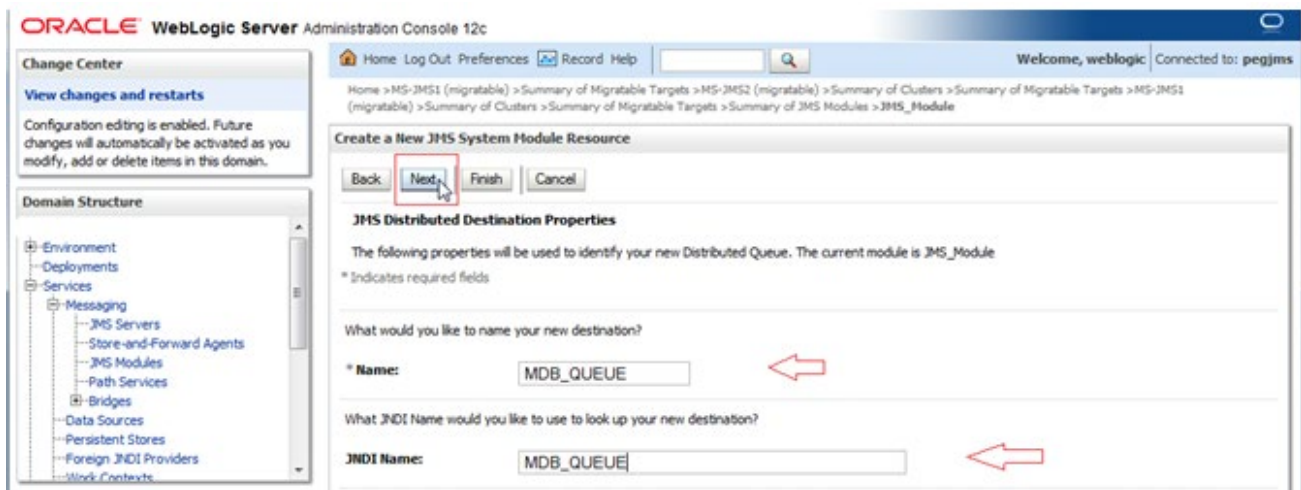 ORACLE WebLogic Server Administration Console 12c
Change Center
View changes and restarts
Configuration editing is enabled. Future
changes will automatically be activated as you
modify, add or delete items in this domain.
Domain Structure
Environment
Deployments
Services
Messaging
JMS Servers
Store-and-Forward Agents
JMS Modules
Path Services
Bridges
Data Sources
Persistent Stores
Foreign JNDI Providers
Work Contexts
Home Log Out Preferences Record Help
Welcome, weblogic Connected to: pegjms
Home >MS-JMS1 (migratable) >Summary of Migratable Targets >MS-JMS2 (migratable) >Summary of Clusters >Summary of Migratable Targets >MS-JMS1
(migratable) >Summary of Clusters >Summary of Migratable Targets >Summary of JMS Modules >JMS_Module
Create a New JMS System Module Resource
Back Next Finish Cancel
JMS Distributed Destination Properties
The following properties will be used to identify your new Distributed Queue. The current module is JMS_Module
* Indicates required fields
What would you like to name your new destination?
* Name: MDB_QUEUE
What JNDI Name would you like to use to look up your new destination?
JNDI Name: MDB_QUEUE